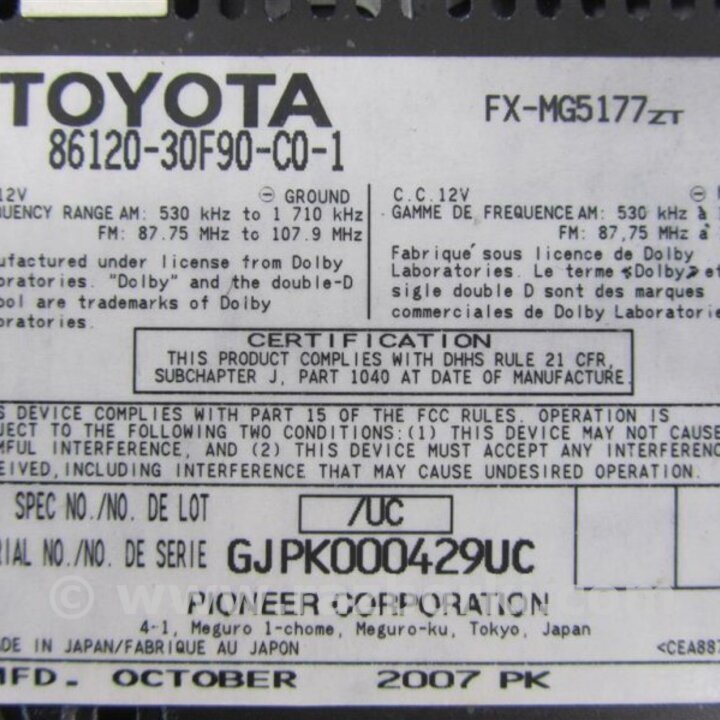 TOYOTA
86120-30F90-C0-1
FX-MG5177ZT
12V ⊖ GROUND
UENCY RANGE AM: 530 kHz to 1 710 kHz
FM: 87.75 MHz to 107.9 MHz
ufactured under license from Dolby
oratories. "Dolby" and the double-D
ool are trademarks of Dolby
oratories.
C.C. 12V ⊖
GAMME DE FREQUENCE AM: 530 kHz à
FM: 87,75 MHz à
Fabriqué sous licence de Dolby
Laboratories. Le terme «Dolby» et
sigle double D sont des marques
commerciales de Dolby Laboratorie
CERTIFICATION
THIS PRODUCT COMPLIES WITH DHHS RULE 21 CFR,
SUBCHAPTER J, PART 1040 AT DATE OF MANUFACTURE.
S DEVICE COMPLIES WITH PART 15 OF THE FCC RULES. OPERATION IS
JECT TO THE FOLLOWING TWO CONDITIONS:(1) THIS DEVICE MAY NOT CAUSE
MFUL INTERFERENCE, AND (2) THIS DEVICE MUST ACCEPT ANY INTERFERENC
CEIVED, INCLUDING INTERFERENCE THAT MAY CAUSE UNDESIRED OPERATION.
SPEC NO./NO. DE LOT /UC
RIAL NO./NO. DE SERIE GJPK000429UC
PIONEER CORPORATION
4-1, Meguro 1-chome, Meguro-ku, Tokyo, Japan
DE IN JAPAN/FABRIQUE AU JAPON <CEA887
MFD. OCTOBER 2007 PK